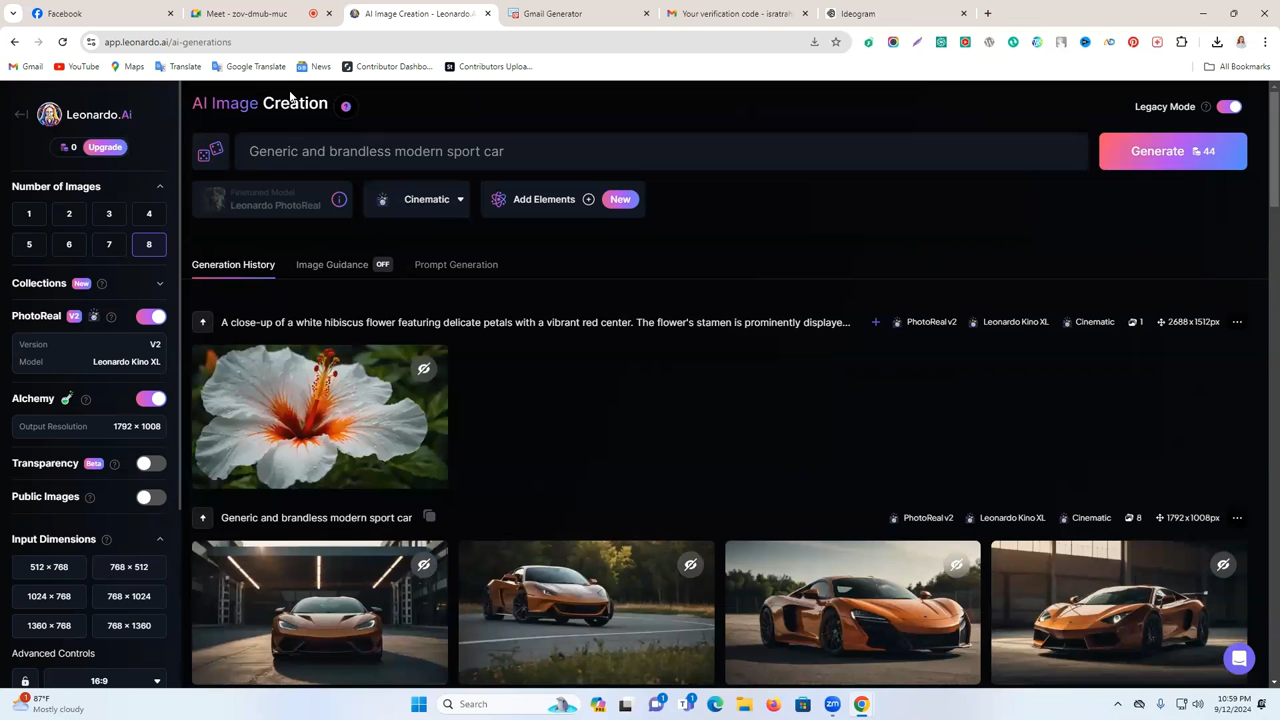 Facebook
Meet - zov-dmub-muc
AI Image Creation - Leonardo.A
Gmail Generator
Your verification code - isratrah
Ideogram
app.leonardo.ai/ai-generations
Gmail
YouTube
Maps
Translate
Google Translate
News
Contributor Dashbo...
Contributors Uploa...
All Bookmarks
Leonardo.Ai
0 Upgrade
Number of Images
1 2 3 4
5 6 7 8
Collections New ?
PhotoReal V2 ?
Version V2
Model Leonardo Kino XL
Alchemy ?
Output Resolution 1792 × 1008
Transparency Beta ?
Public Images ?
Input Dimensions ?
512 × 768 768 × 512
1024 × 768 768 × 1024
1360 × 768 768 × 1360
Advanced Controls
16:9
AI Image Creation ?
Legacy Mode ?
Generic and brandless modern sport car
Generate 44
Finetuned Model
Leonardo PhotoReal
Cinematic
Add Elements New
Generation History Image Guidance OFF Prompt Generation
A close-up of a white hibiscus flower featuring delicate petals with a vibrant red center. The flower's stamen is prominently displaye...
PhotoReal v2 Leonardo Kino XL Cinematic 1 2688 x 1512px
Generic and brandless modern sport car
PhotoReal v2 Leonardo Kino XL Cinematic 8 1792 x 1008px
1
87°F
Mostly cloudy
Search
1
1
zm
10:59 PM
9/12/2024